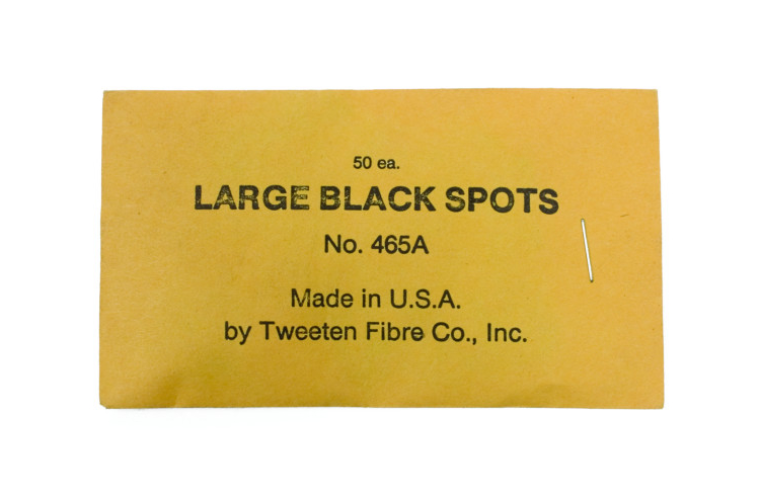 50 ea.
LARGE BLACK SPOTS
No. 465A
Made in U.S.A.
by Tweeten Fibre Co., Inc.